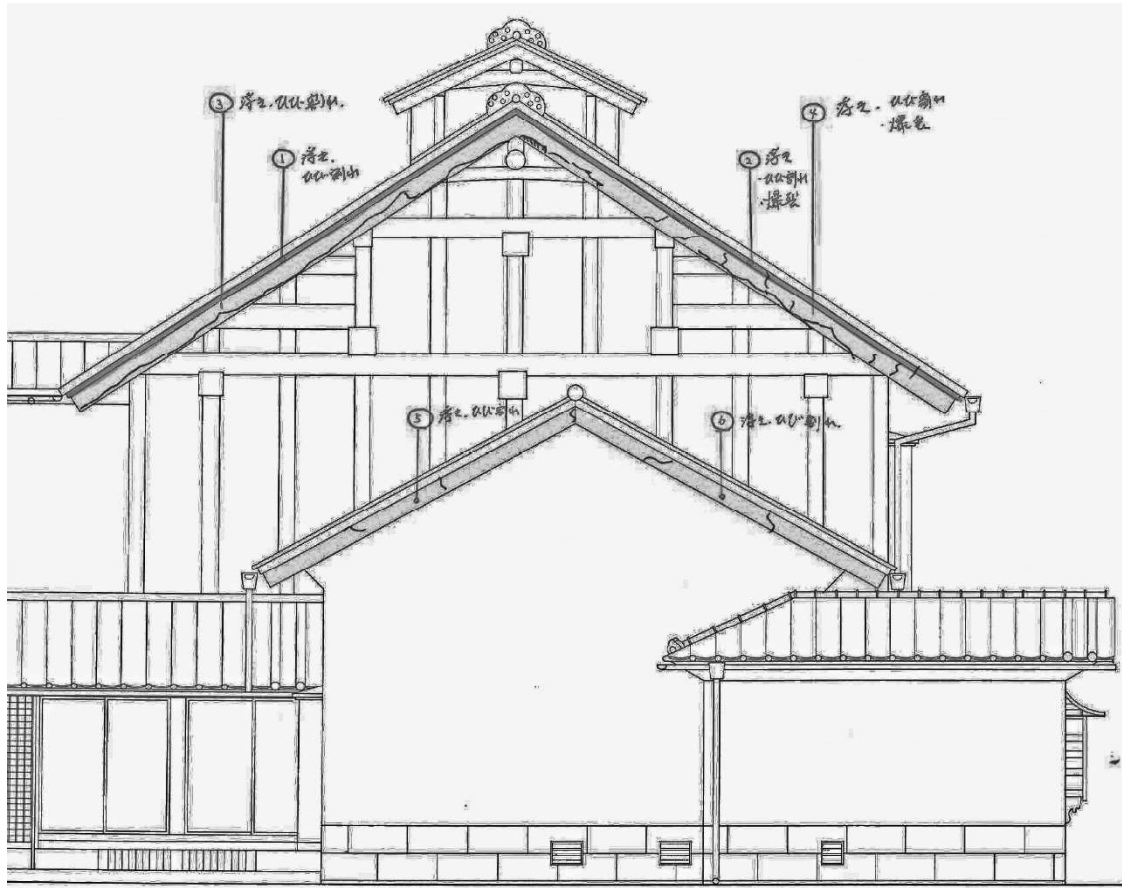 ③ 浮き．ひび割れ．
④ 浮き．ひび割れ
・爆裂
① 浮き．
ひび割れ
② 浮き
・ひび割れ
・爆裂
⑤ 浮き．ひび割れ
⑥ 浮き．ひび割れ．